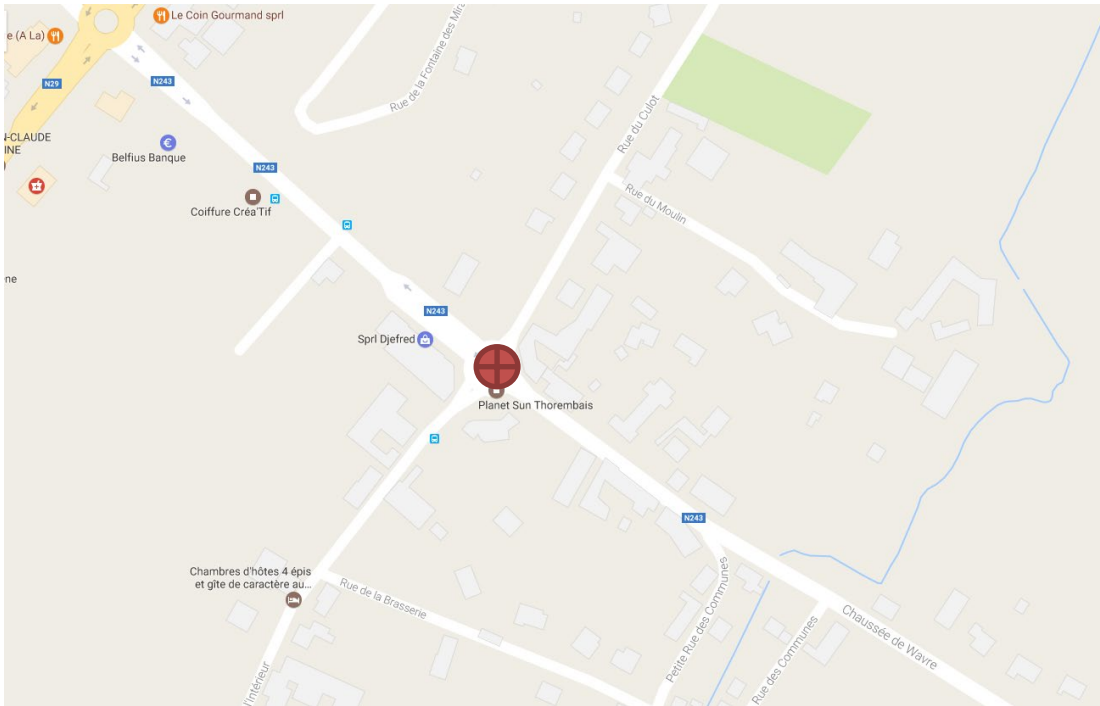 Le Coin Gourmand sprl
e (A La)
N29
N243
Rue de la Fontaine des Mira
Rue du Culot
N-CLAUDE
INE
Belfius Banque
N243
Coiffure Créa'Tif
Rue du Moulin
ne
N243
Sprl Djefred
Planet Sun Thorembais
N243
Chambres d'hôtes 4 épis
et gîte de caractère au...
Rue de la Brasserie
Petite Rue des Communes
Rue des Communes
Chaussée de Wavre
l'Intérieur